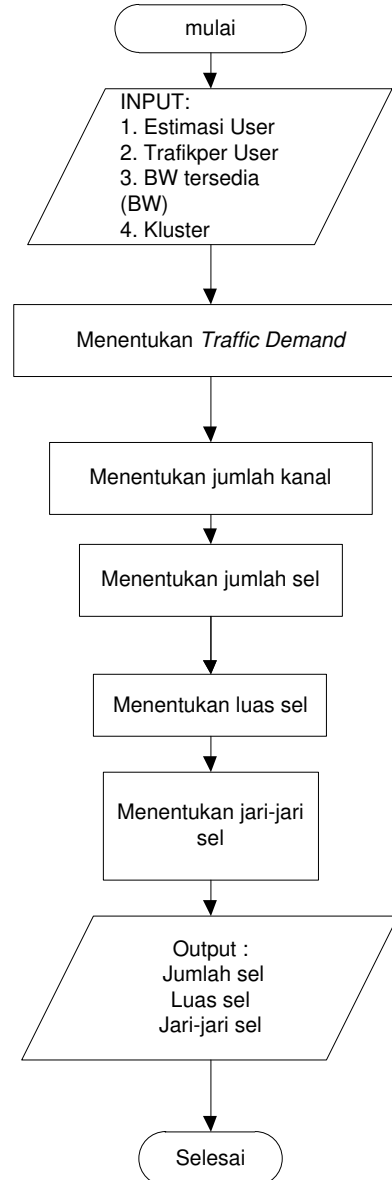 mulai
INPUT:
1. Estimasi User
2. Trafikper User
3. BW tersedia
(BW)
4. Kluster
Menentukan Traffic Demand
Menentukan jumlah kanal
Menentukan jumlah sel
Menentukan luas sel
Menentukan jari-jari
sel
Output :
Jumlah sel
Luas sel
Jari-jari sel
Selesai